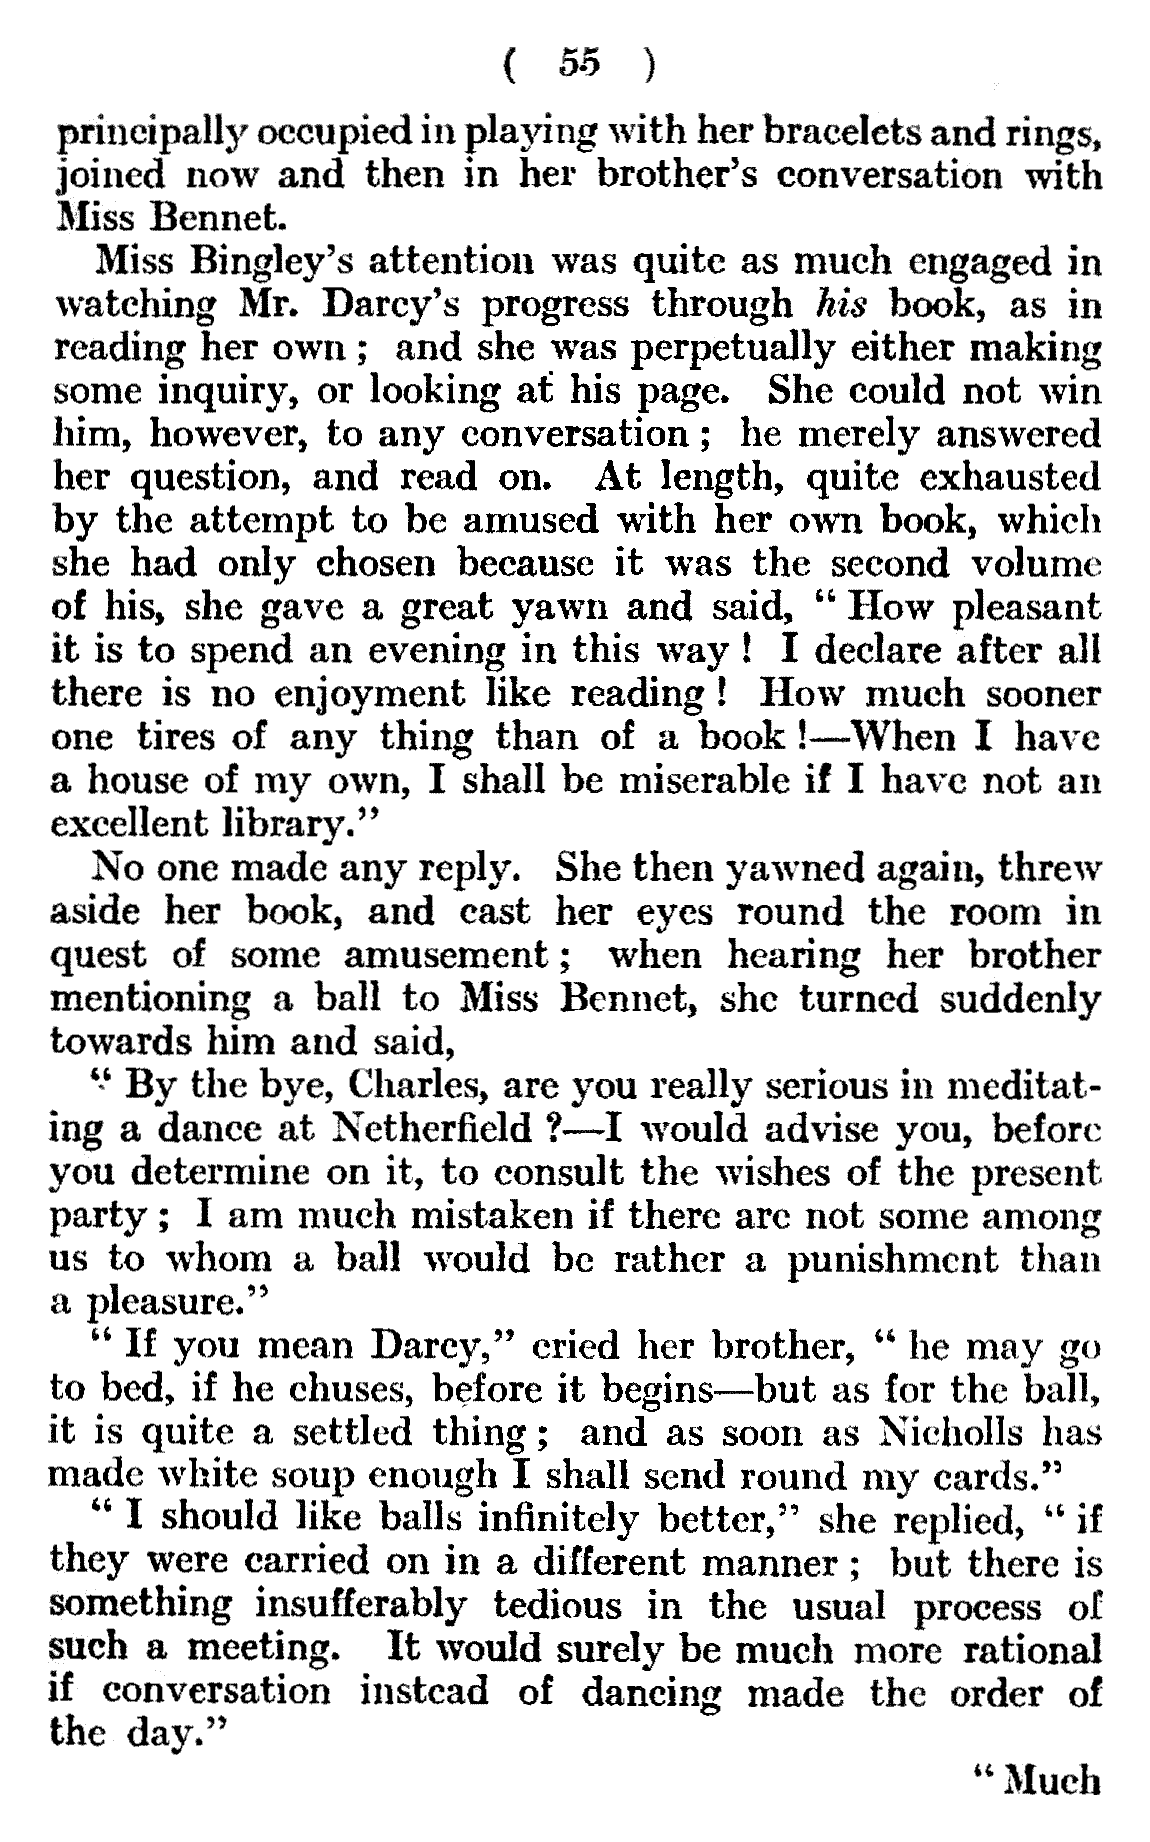 ( 55 )
principally occupied in playing with her bracelets and rings,
joined now and then in her brother's conversation with
Miss Bennet.
Miss Bingley's attention was quite as much engaged in
watching Mr. Darcy's progress through his book, as in
reading her own ; and she was perpetually either making
some inquiry, or looking at his page. She could not win
him, however, to any conversation ; he merely answered
her question, and read on. At length, quite exhausted
by the attempt to be amused with her own book, which
she had only chosen because it was the second volume
of his, she gave a great yawn and said, “ How pleasant
it is to spend an evening in this way ! I declare after all
there is no enjoyment like reading ! How much sooner
one tires of any thing than of a book !—When I have
a house of my own, I shall be miserable if I have not an
excellent library.”
No one made any reply. She then yawned again, threw
aside her book, and cast her eyes round the room in
quest of some amusement ; when hearing her brother
mentioning a ball to Miss Bennet, she turned suddenly
towards him and said,
“ By the bye, Charles, are you really serious in meditat-
ing a dance at Netherfield ?—I would advise you, before
you determine on it, to consult the wishes of the present
party ; I am much mistaken if there are not some among
us to whom a ball would be rather a punishment than
a pleasure.”
“ If you mean Darcy,” cried her brother, “ he may go
to bed, if he chuses, before it begins—but as for the ball,
it is quite a settled thing ; and as soon as Nicholls has
made white soup enough I shall send round my cards.”
“ I should like balls infinitely better,” she replied, “ if
they were carried on in a different manner ; but there is
something insufferably tedious in the usual process of
such a meeting. It would surely be much more rational
if conversation instead of dancing made the order of
the day.”
“ Much